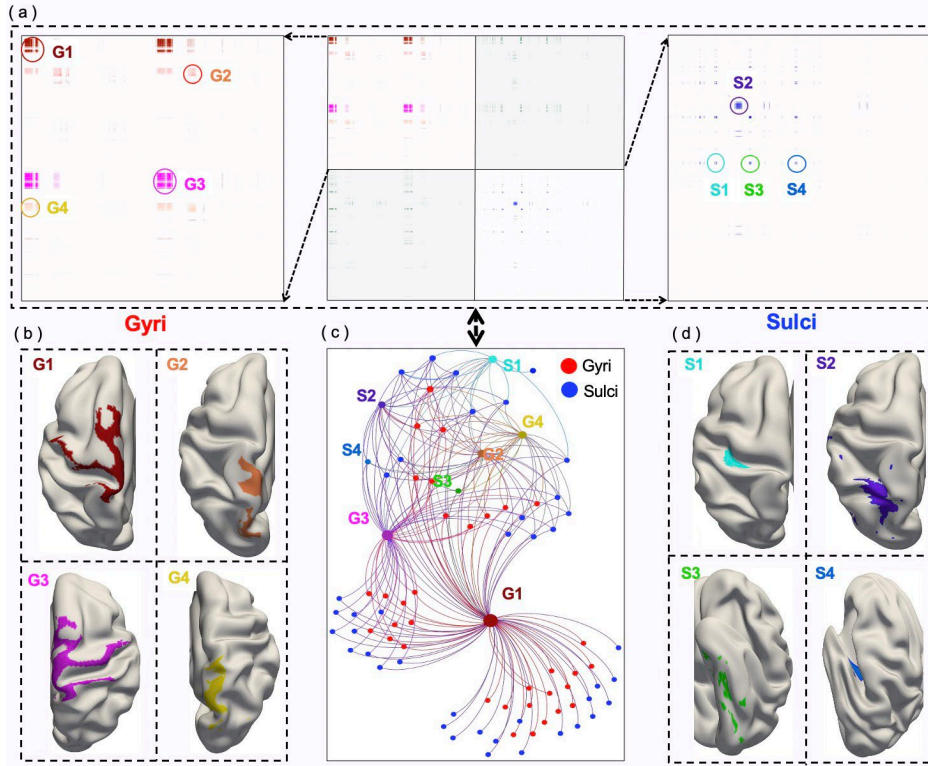 ( a )
G1
G2
G3
G4
S2
S1
S3
S4
Gyri
Sulci
( b )
G1
G2
G3
G4
( c )
S1
Gyri
Sulci
S2
G4
S4
G2
S3
G3
G1
( d )
S1
S2
S3
S4